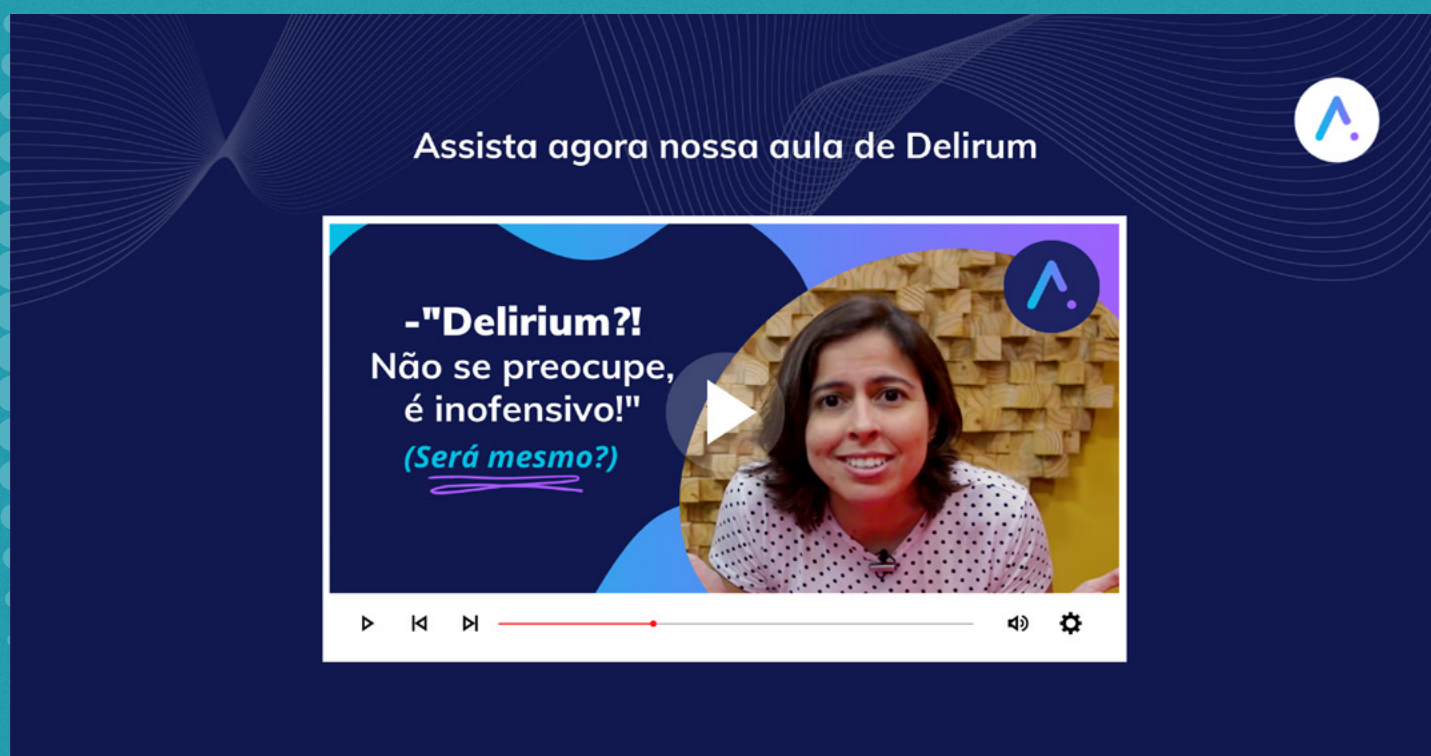 Assista agora nossa aula de Delirum
-"Delirium?!
Não se preocupe,
é inofensivo!"
(Será mesmo?)